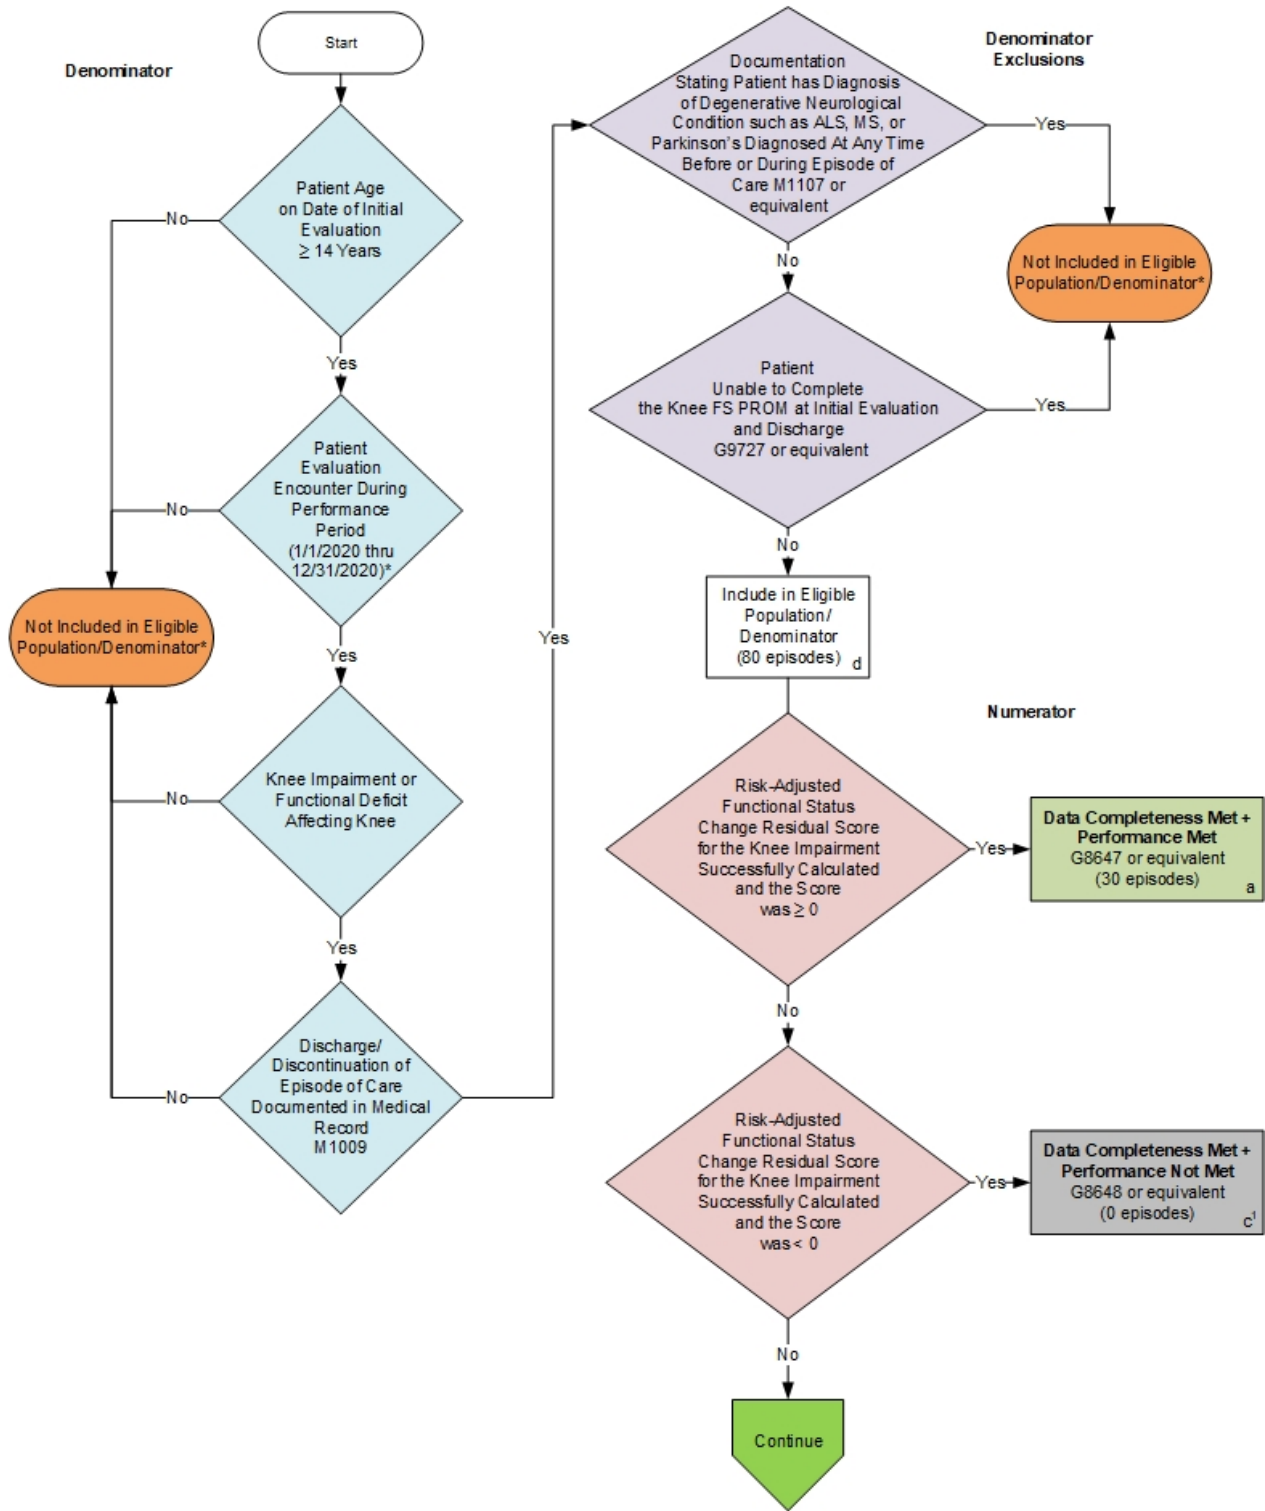 Start
Denominator
Patient Age
on Date of Initial
Evaluation
≥ 14 Years
No
Yes
Patient
Evaluation
Encounter During
Performance
Period
(1/1/2020 thru
12/31/2020)*
No
Yes
Not Included in Eligible
Population/Denominator*
Knee Impairment or
Functional Deficit
Affecting Knee
No
Yes
Discharge/
Discontinuation of
Episode of Care
Documented in Medical
Record
M1009
No
Yes
Denominator
Exclusions
Documentation
Stating Patient has Diagnosis
of Degenerative Neurological
Condition such as ALS, MS, or
Parkinson's Diagnosed At Any Time
Before or During Episode of
Care M1107 or
equivalent
Yes
No
Not Included in Eligible
Population/Denominator*
Patient
Unable to Complete
the Knee FS PROM at Initial Evaluation
and Discharge
G9727 or equivalent
Yes
No
Include in Eligible
Population/
Denominator
(80 episodes) d
Numerator
Risk-Adjusted
Functional Status
Change Residual Score
for the Knee Impairment
Successfully Calculated
and the Score
was ≥ 0
Yes
Data Completeness Met +
Performance Met
G8647 or equivalent
(30 episodes)
a
No
Risk-Adjusted
Functional Status
Change Residual Score
for the Knee Impairment
Successfully Calculated
and the Score
was < 0
Yes
Data Completeness Met +
Performance Not Met
G8648 or equivalent
(0 episodes)
c¹
No
Continue